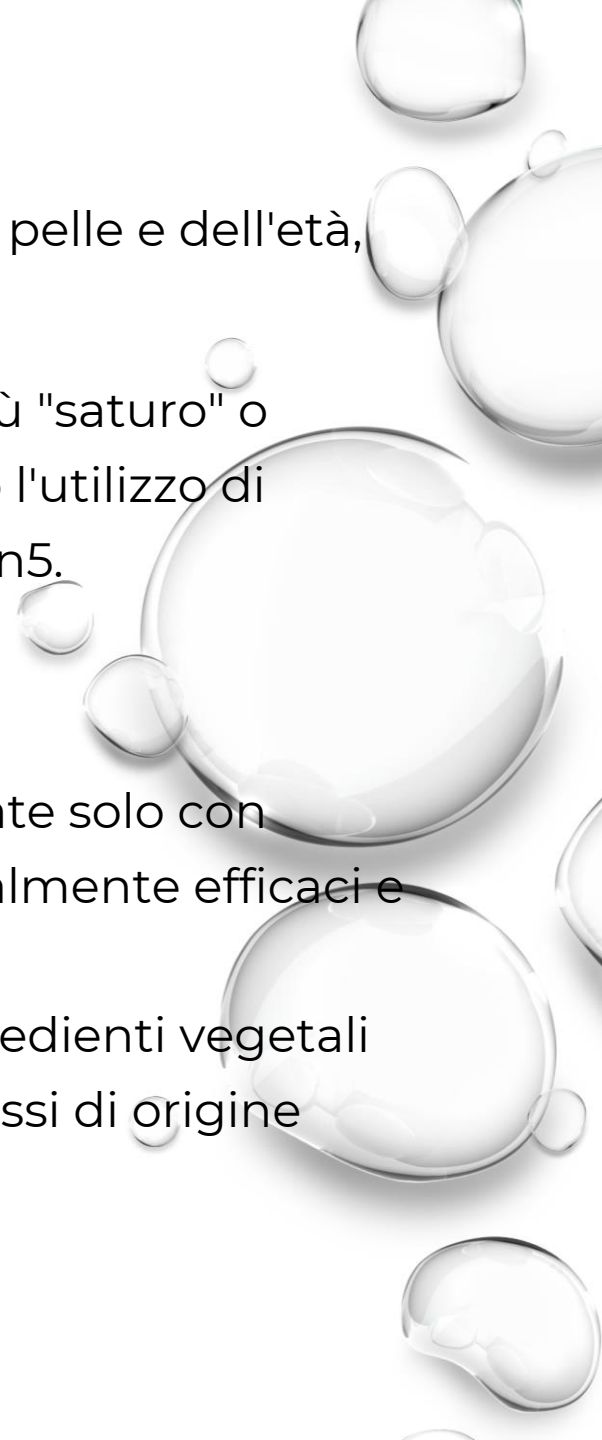 pelle e dell'età,
ù "saturo" o
l'utilizzo di
n5.
nte solo con
almente efficaci e
edienti vegetali
ssi di origine